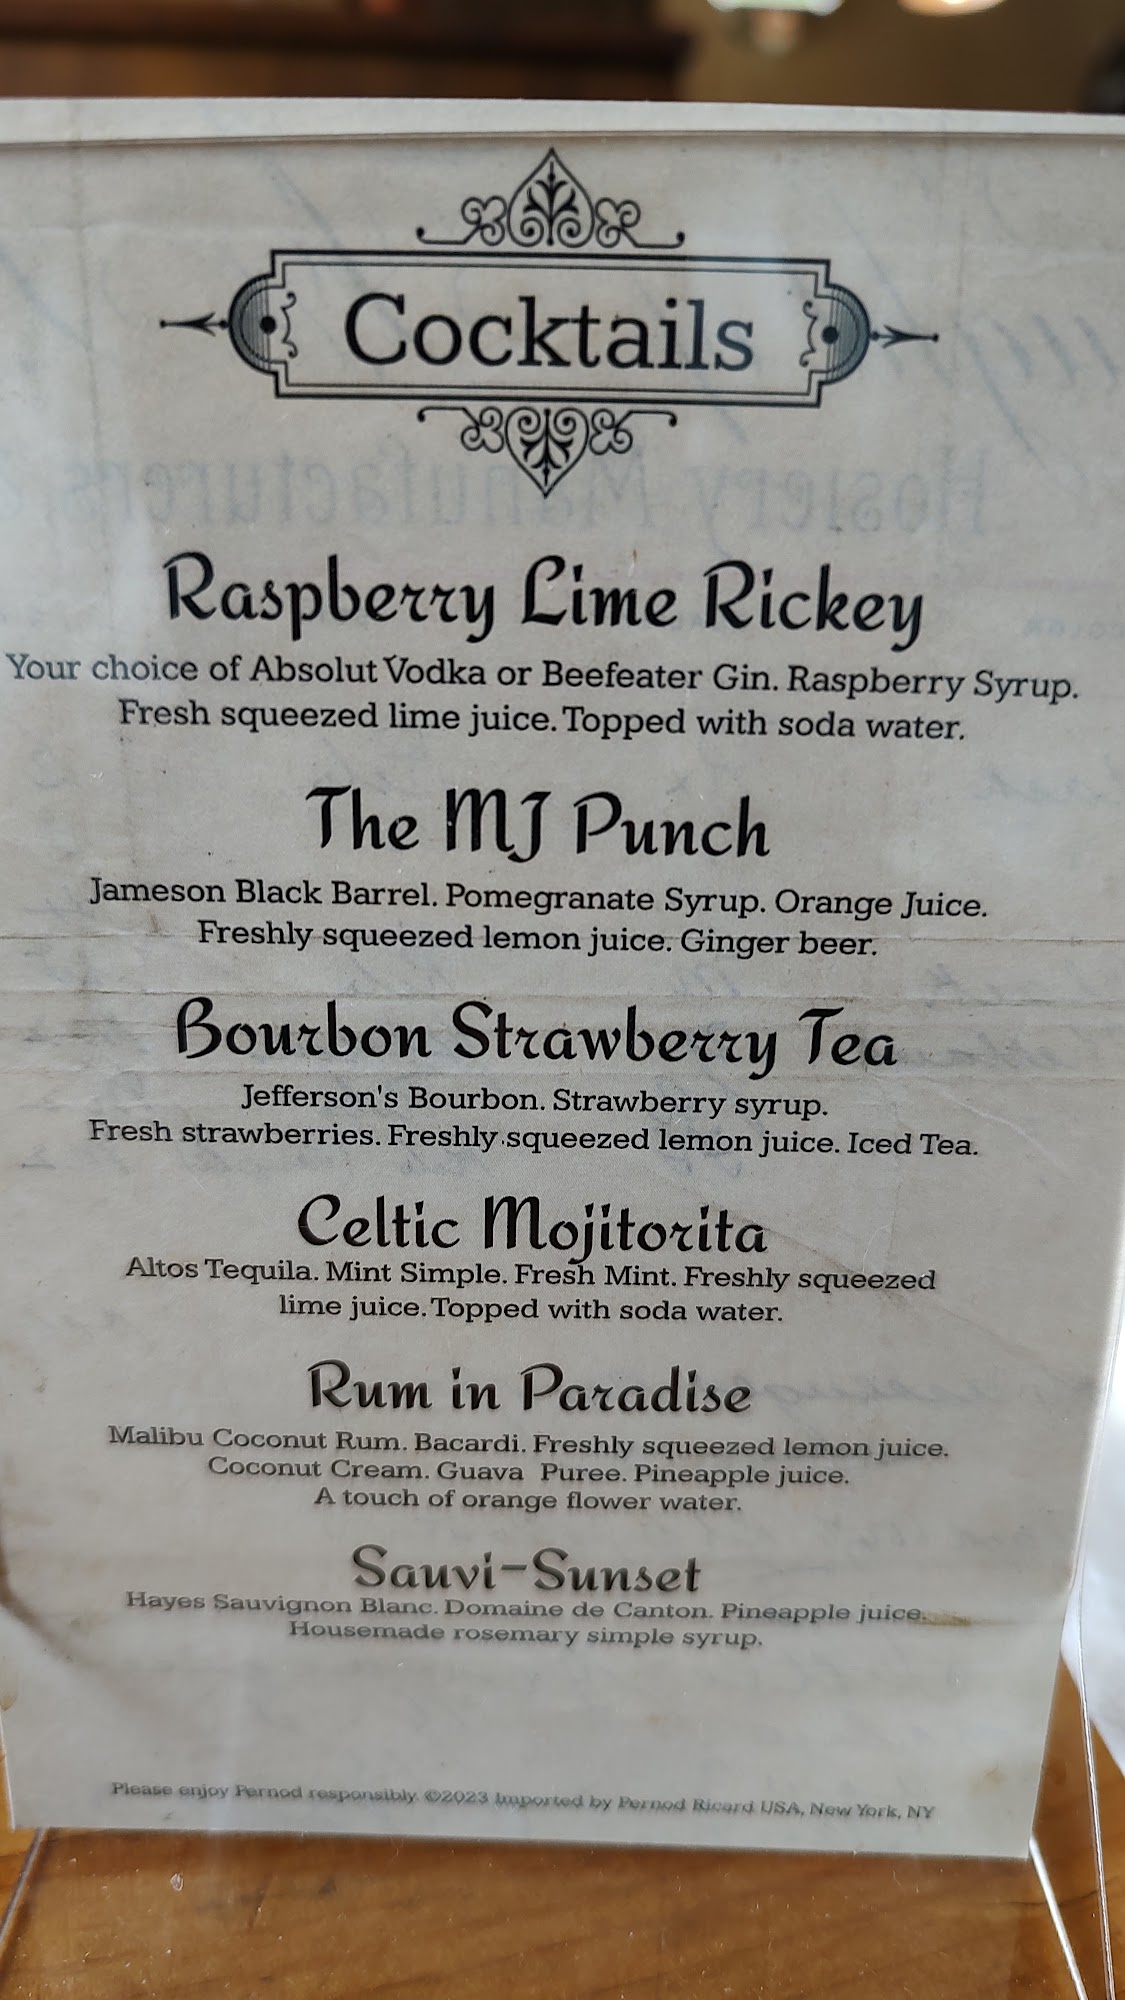 Cocktails
Hosiery Manufacturers
Raspberry Lime Rickey
Your choice of Absolut Vodka or Beefeater Gin. Raspberry Syrup.
Fresh squeezed lime juice. Topped with soda water.
The MJ Punch
Jameson Black Barrel. Pomegranate Syrup. Orange Juice.
Freshly squeezed lemon juice. Ginger beer.
Bourbon Strawberry Tea
Jefferson's Bourbon. Strawberry syrup.
Fresh strawberries. Freshly squeezed lemon juice. Iced Tea.
Celtic Mojitorita
Altos Tequila. Mint Simple. Fresh Mint. Freshly squeezed
lime juice. Topped with soda water.
Rum in Paradise
Malibu Coconut Rum. Bacardi. Freshly squeezed lemon juice.
Coconut Cream. Guava Puree. Pineapple juice.
A touch of orange flower water.
Sauvi-Sunset
Hayes Sauvignon Blanc. Domaine de Canton. Pineapple juice.
Housemade rosemary simple syrup.
Please enjoy Pernod responsibly. ©2023 Imported by Pernod Ricard USA, New York, NY